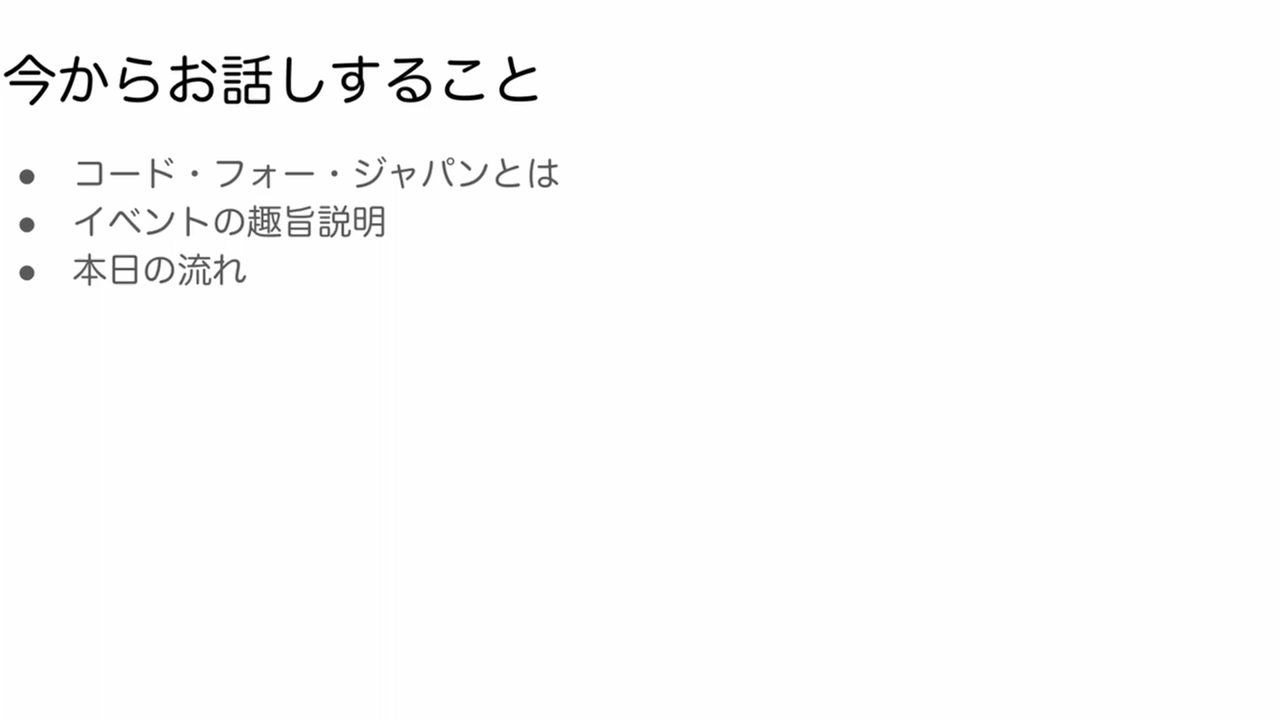 今からお話しすること
● コード・フォー・ジャパンとは
● イベントの趣旨説明
● 本日の流れ